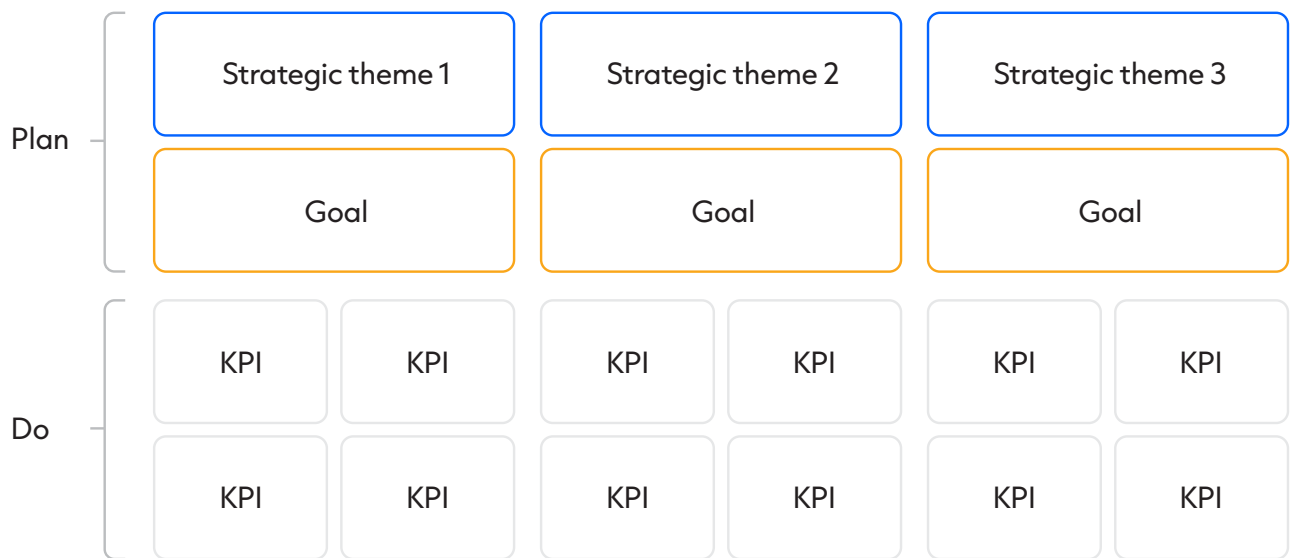 Strategic theme 1
Strategic theme 2
Strategic theme 3
Plan
Goal
Goal
Goal
KPI
KPI
KPI
KPI
KPI
KPI
Do
KPI
KPI
KPI
KPI
KPI
KPI